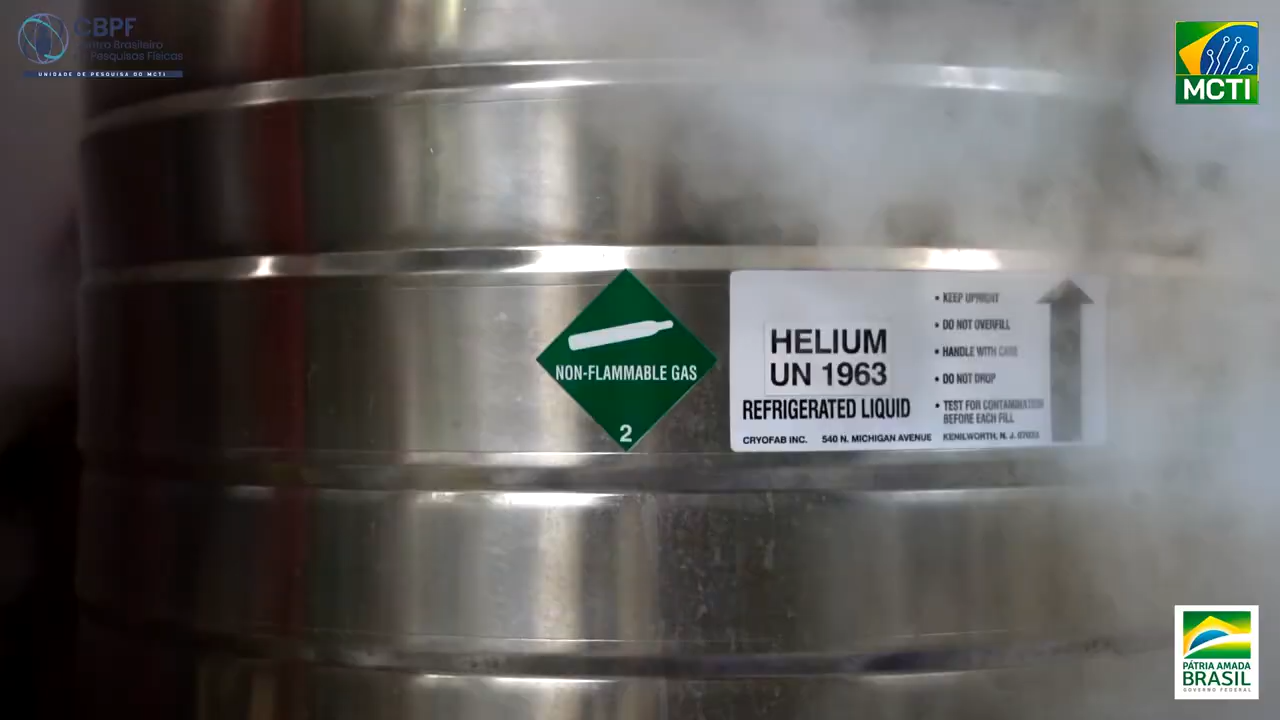 CBPF
Centro Brasileiro
de Pesquisas Físicas
UNIDADE DE PESQUISA DO MCTI
MCTI
NON-FLAMMABLE GAS
2
HELIUM
UN 1963
REFRIGERATED LIQUID
• KEEP UPRIGHT
• DO NOT OVERFILL
• HANDLE WITH CARE
• DO NOT DROP
• TEST FOR CONTAMINATION
BEFORE EACH FILL
CRYOFAB INC. 540 N. MICHIGAN AVENUE KENILWORTH, N. J. 07033
PÁTRIA AMADA
BRASIL
GOVERNO FEDERAL